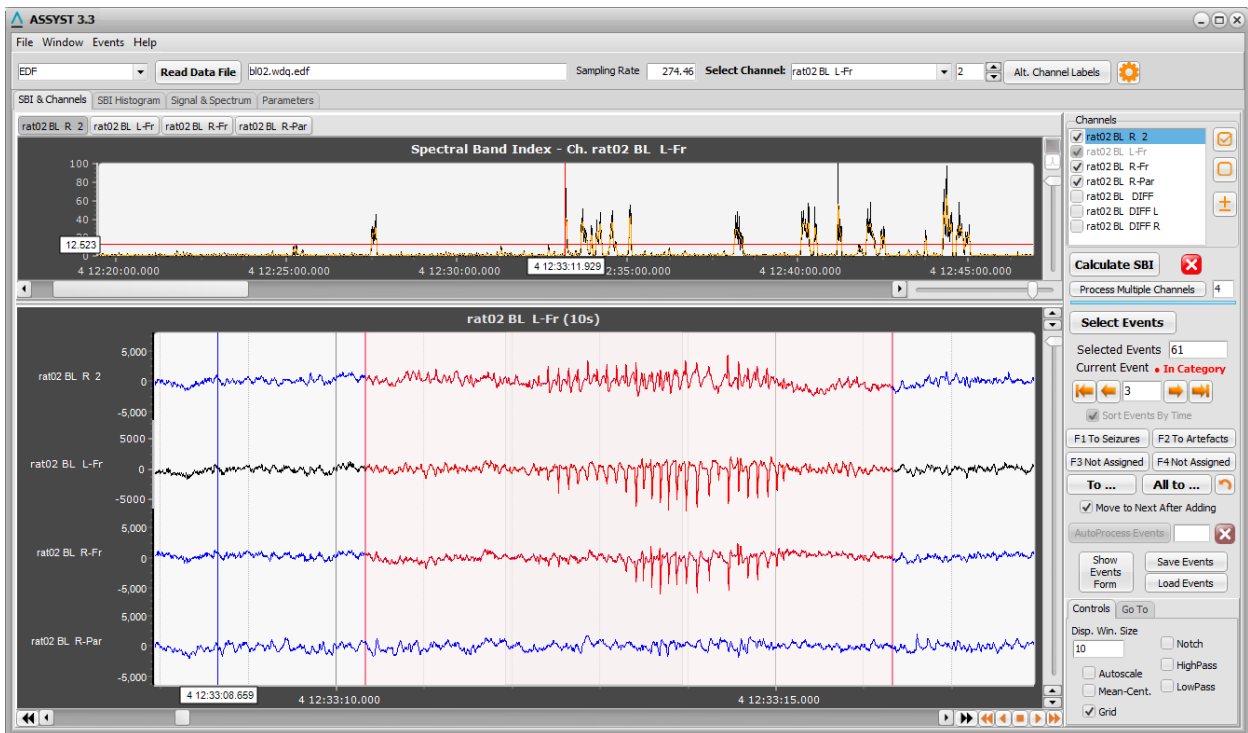 ASSYST 3.3
File Window Events Help
EDF Read Data File bl02.wdq.edf Sampling Rate 274.46 Select Channel: rat02 BL L-Fr 2 Alt. Channel Labels
SBI & Channels SBI Histogram Signal & Spectrum Parameters
rat02 BL R 2 rat02 BL L-Fr rat02 BL R-Fr rat02 BL R-Par
Spectral Band Index - Ch. rat02 BL L-Fr
100
80
60
40
20
12.523
0
4 12:20:00.000 4 12:25:00.000 4 12:30:00.000 4 12:33:11.929 2:35:00.000 4 12:40:00.000 4 12:45:00.000
rat02 BL L-Fr (10s)
5,000
rat02 BL R 2 0
-5,000
5000
rat02 BL L-Fr 0
-5000
5,000
rat02 BL R-Fr 0
-5,000
5,000
rat02 BL R-Par 0
-5,000
4 12:33:08.659 4 12:33:10.000 4 12:33:15.000
Channels
rat02 BL R 2
rat02 BL L-Fr
rat02 BL R-Fr
rat02 BL R-Par
rat02 BL DIFF
rat02 BL DIFF L
rat02 BL DIFF R
Calculate SBI
Process Multiple Channels 4
Select Events
Selected Events 61
Current Event • In Category
3
Sort Events By Time
F1 To Seizures F2 To Artefacts
F3 Not Assigned F4 Not Assigned
To ... All to ...
Move to Next After Adding
AutoProcess Events
Show Events Form
Save Events
Load Events
Controls Go To
Disp. Win. Size
10 Notch
Autoscale HighPass
Mean-Cent. LowPass
Grid